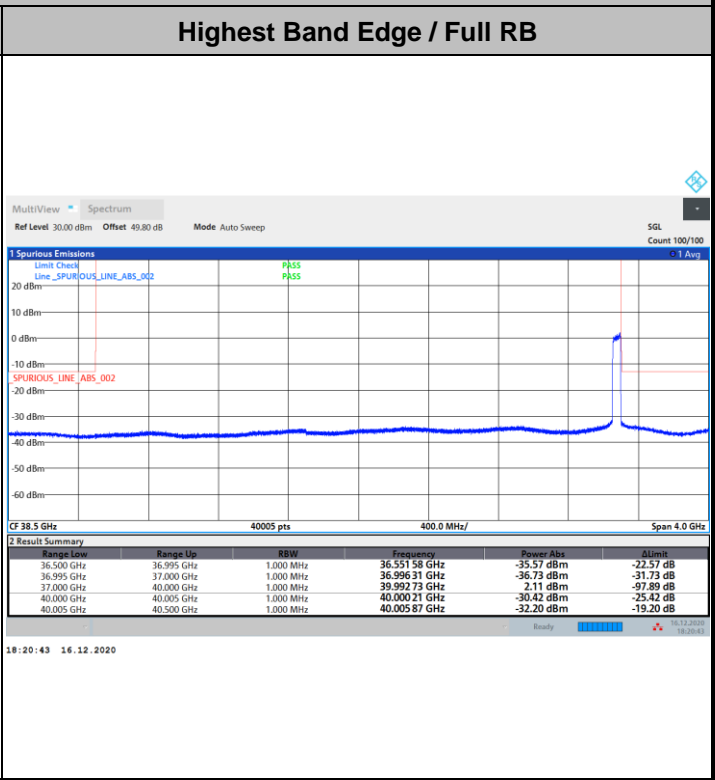 Highest Band Edge / Full RB
MultiView Spectrum
Ref Level 30.00 dBm Offset 49.80 dB Mode Auto Sweep SGL
Count 100/100
1 Spurious Emissions 1 Avg
Limit Check PASS
Line _SPURIOUS_LINE_ABS_002 PASS
20 dBm
10 dBm
0 dBm
-10 dBm
_SPURIOUS_LINE_ABS_002
-20 dBm
-30 dBm
-40 dBm
-50 dBm
-60 dBm
CF 38.5 GHz 40005 pts 400.0 MHz/ Span 4.0 GHz
2 Result Summary
Range Low Range Up RBW Frequency Power Abs ΔLimit
36.500 GHz 36.995 GHz 1.000 MHz 36.551 58 GHz -35.57 dBm -22.57 dB
36.995 GHz 37.000 GHz 1.000 MHz 36.996 31 GHz -36.73 dBm -31.73 dB
37.000 GHz 40.000 GHz 1.000 MHz 39.992 73 GHz 2.11 dBm -97.89 dB
40.000 GHz 40.005 GHz 1.000 MHz 40.000 21 GHz -30.42 dBm -25.42 dB
40.005 GHz 40.500 GHz 1.000 MHz 40.005 87 GHz -32.20 dBm -19.20 dB
Ready 16.12.2020
18:20:43
18:20:43 16.12.2020